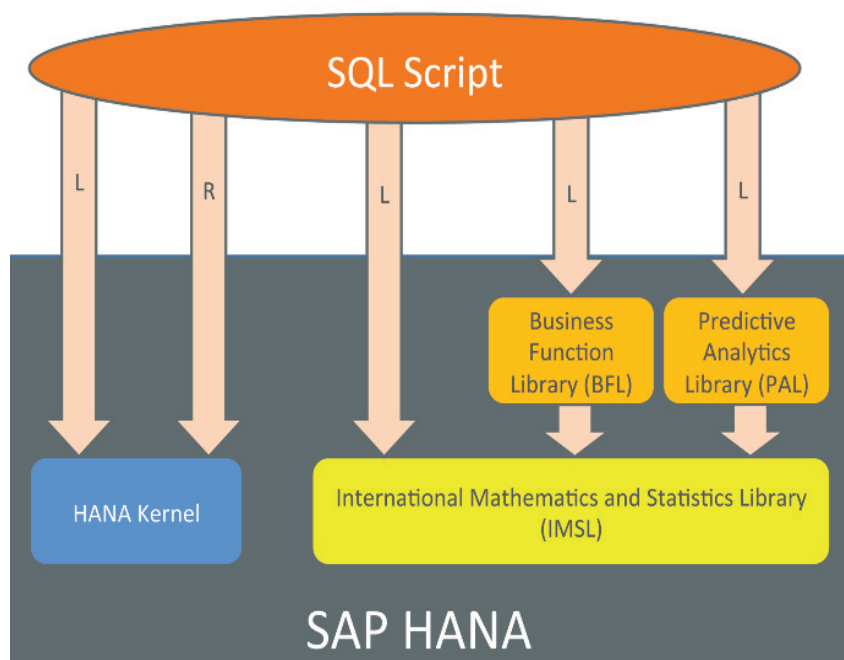 SQL Script
L
R
L
L
L
Business
Function
Library (BFL)
Predictive
Analytics
Library (PAL)
HANA Kernel
International Mathematics and Statistics Library
(IMSL)
SAP HANA